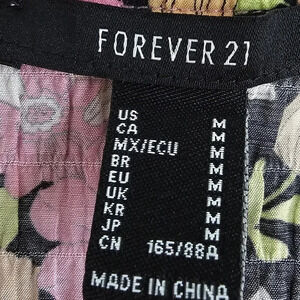 FOREVER 21
US M
CA M
MX/ECU M
BR M
EU M
UK M
KR M
JP M
CN 165/88A
MADE IN CHINA